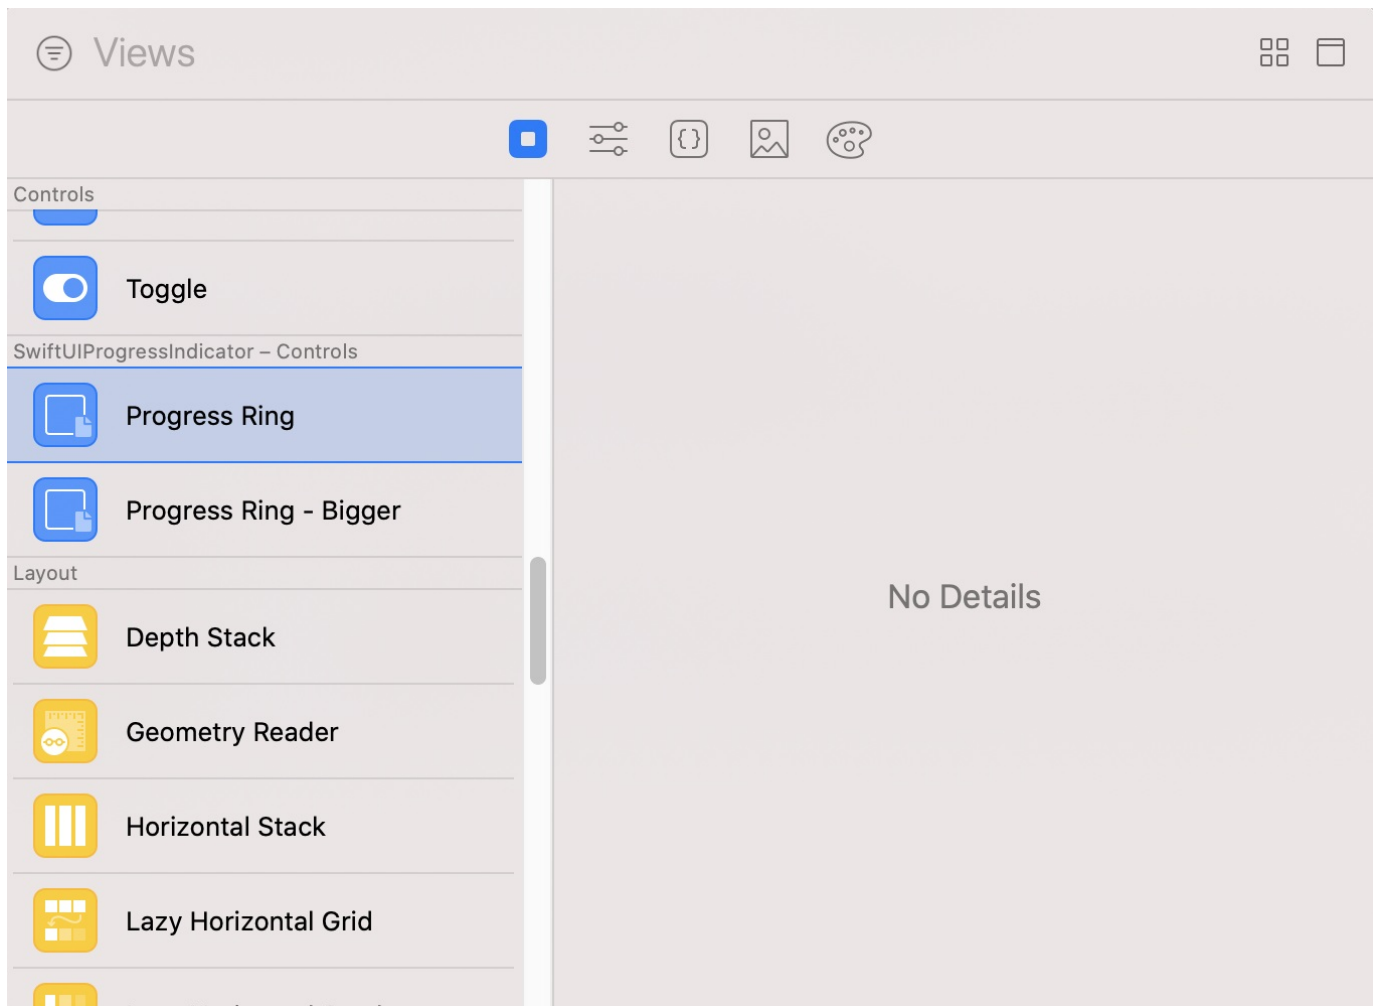 Views
Controls
Toggle
SwiftUIProgressIndicator – Controls
Progress Ring
Progress Ring - Bigger
Layout
Depth Stack
Geometry Reader
Horizontal Stack
Lazy Horizontal Grid
No Details